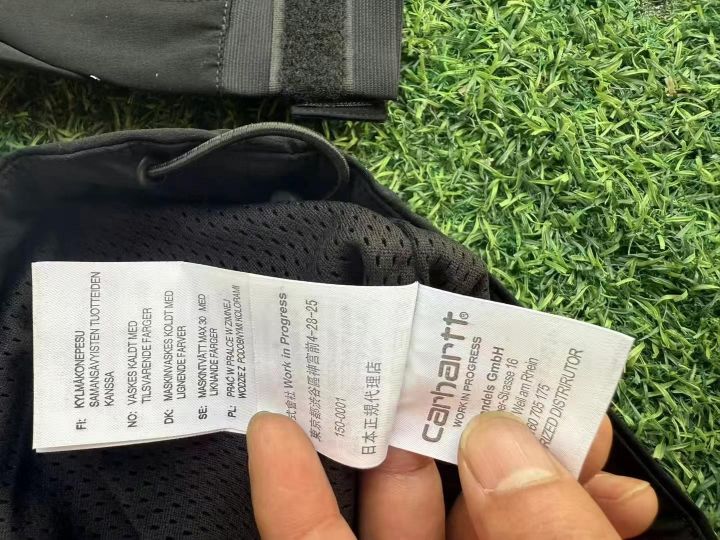 FI: KYLMÄKONEPESU
SAMANSÄVYISTEN TUOTTEIDEN
KANSSA
NO: VASKES KALDT MED
TILSVARENDE FARGER
DK: MASKINVASKES KOLDT MED
LIGNENDE FARVER
SE: MASKINTVÄTT MAX 30 MED
LIKNANDE FÄRGER
PL: PRAĆ W PRALCE W ZIMNEJ
WODZIE Z PODOBNYMI KOLORAMI
式会社 Work in Progress
東京都渋谷區神宮前4-28-25
150-0001
日本正規代理店
carhartt®
WORK IN PROGRESS
ndels GmbH
er-Strasse 16
Weil am Rhein
60 705 175
RIZED DISTRIRUTOR